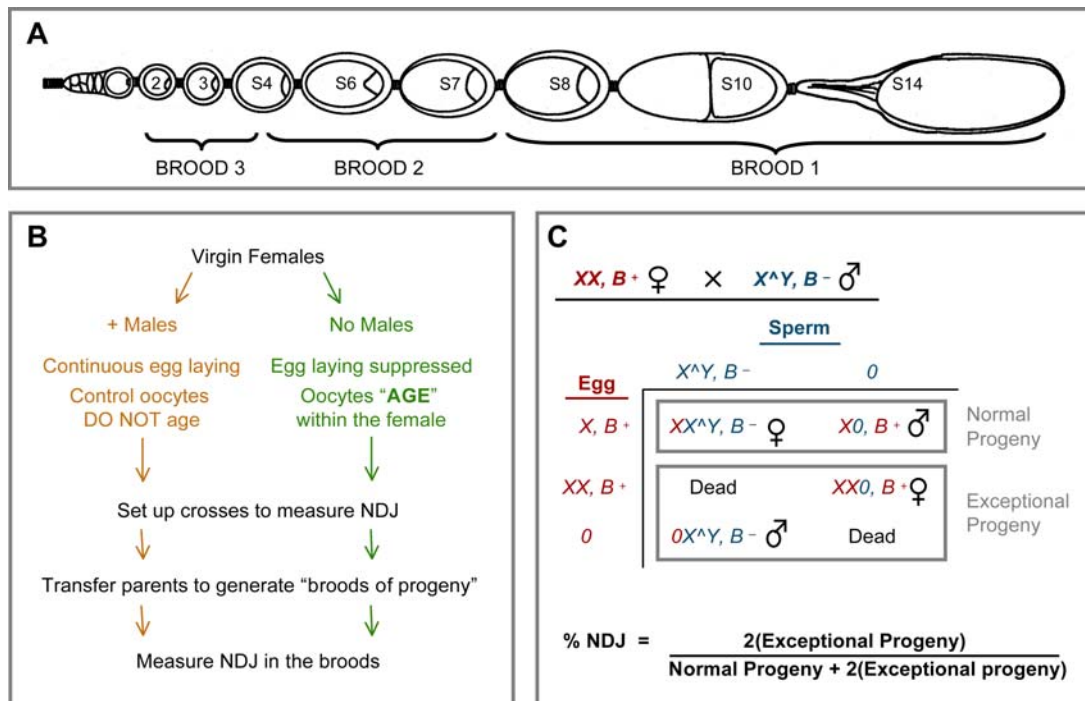 A
2 3 S4 S6 S7 S8 S10 S14
BROOD 3 BROOD 2 BROOD 1
B
Virgin Females
+ Males No Males
Continuous egg laying Egg laying suppressed
Control oocytes Oocytes “AGE”
DO NOT age within the female
Set up crosses to measure NDJ
Transfer parents to generate “broods of progeny”
Measure NDJ in the broods
C
XX, B + ♀ × X^Y, B – ♂
Sperm
Egg X^Y, B – 0
X, B + XX^Y, B – ♀ X0, B + ♂ Normal
Progeny
XX, B + Dead XX0, B + ♀ Exceptional
Progeny
0 0X^Y, B – ♂ Dead
% NDJ = 2(Exceptional Progeny)
Normal Progeny + 2(Exceptional progeny)